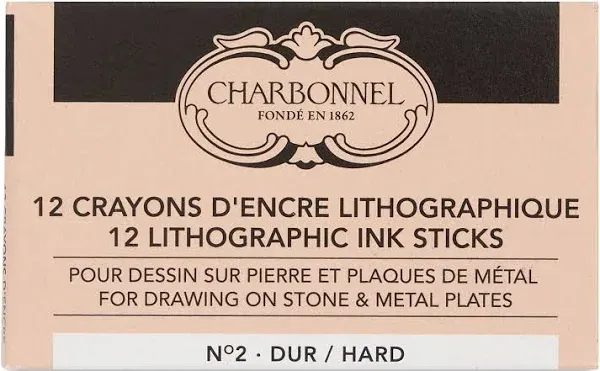 CHARBONNEL
FONDÉ EN 1862
12 CRAYONS D'ENCRE LITHOGRAPHIQUE
12 LITHOGRAPHIC INK STICKS
POUR DESSIN SUR PIERRE ET PLAQUES DE MÉTAL
FOR DRAWING ON STONE & METAL PLATES
Nº2 · DUR / HARD